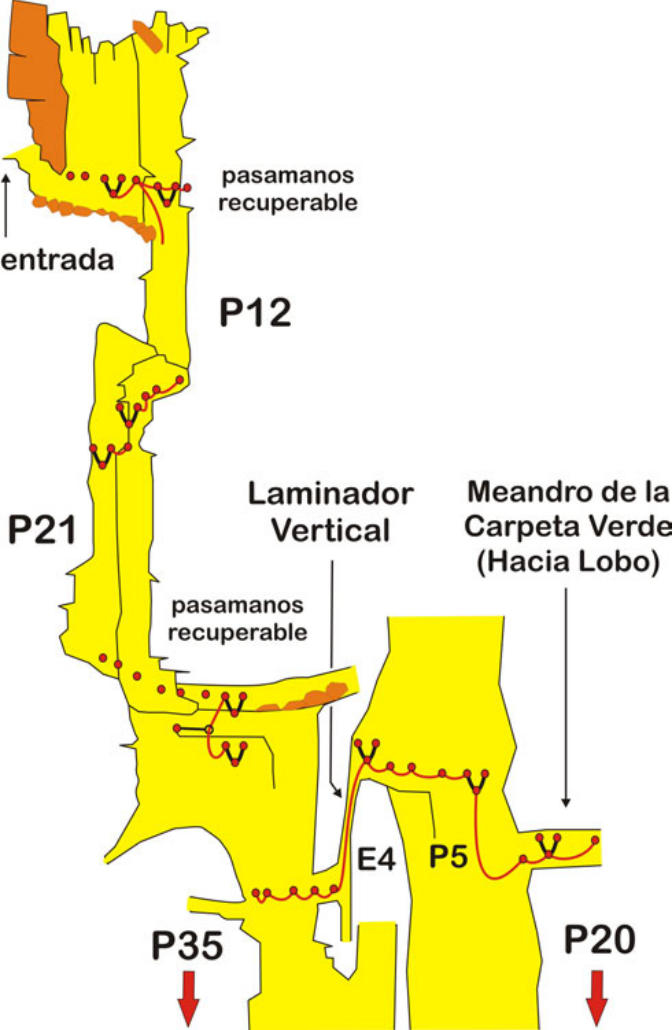 pasamanos
recuperable
entrada
P12
Laminador
Vertical
Meandro de la
Carpeta Verde
(Hacia Lobo)
P21
pasamanos
recuperable
E4
P5
P35
P20